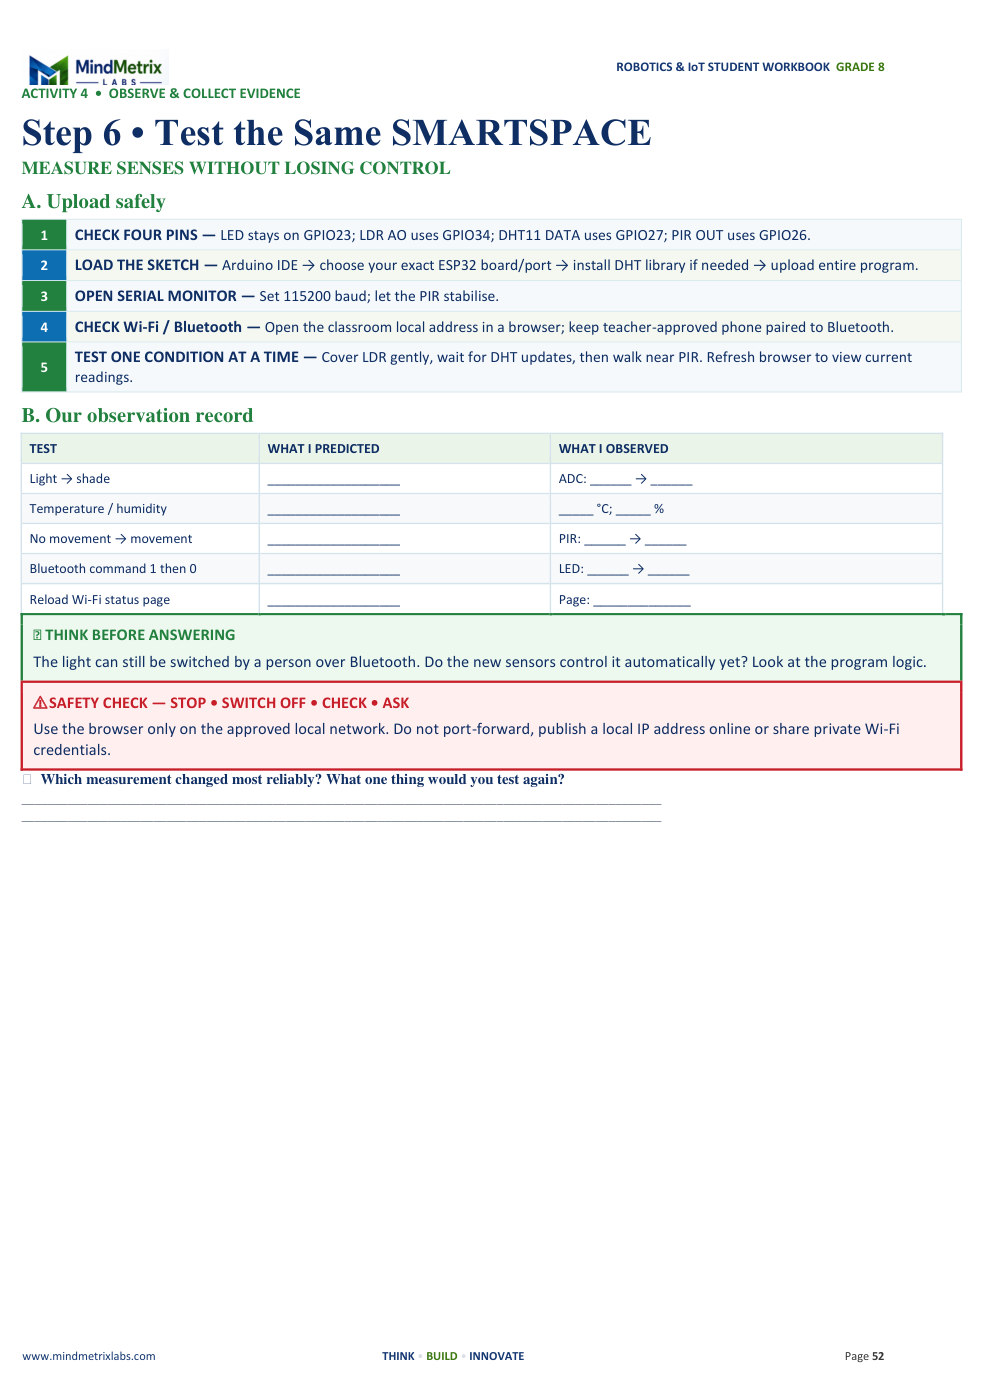 MindMetrix
LABS
ROBOTICS & IoT STUDENT WORKBOOK GRADE 8
ACTIVITY 4 • OBSERVE & COLLECT EVIDENCE
Step 6 • Test the Same SMARTSPACE
MEASURE SENSES WITHOUT LOSING CONTROL
A. Upload safely
1 CHECK FOUR PINS — LED stays on GPIO23; LDR AO uses GPIO34; DHT11 DATA uses GPIO27; PIR OUT uses GPIO26.
2 LOAD THE SKETCH — Arduino IDE → choose your exact ESP32 board/port → install DHT library if needed → upload entire program.
3 OPEN SERIAL MONITOR — Set 115200 baud; let the PIR stabilise.
4 CHECK Wi-Fi / Bluetooth — Open the classroom local address in a browser; keep teacher-approved phone paired to Bluetooth.
5 TEST ONE CONDITION AT A TIME — Cover LDR gently, wait for DHT updates, then walk near PIR. Refresh browser to view current
readings.
B. Our observation record
TEST WHAT I PREDICTED WHAT I OBSERVED
Light → shade ___________________ ADC: ______ → ______
Temperature / humidity ___________________ _____ °C; _____ %
No movement → movement ___________________ PIR: ______ → ______
Bluetooth command 1 then 0 ___________________ LED: ______ → ______
Reload Wi-Fi status page ___________________ Page: ______________
THINK BEFORE ANSWERING
The light can still be switched by a person over Bluetooth. Do the new sensors control it automatically yet? Look at the program logic.
⚠SAFETY CHECK — STOP • SWITCH OFF • CHECK • ASK
Use the browser only on the approved local network. Do not port-forward, publish a local IP address online or share private Wi-Fi
credentials.
Which measurement changed most reliably? What one thing would you test again?
www.mindmetrixlabs.com THINK • BUILD • INNOVATE Page 52